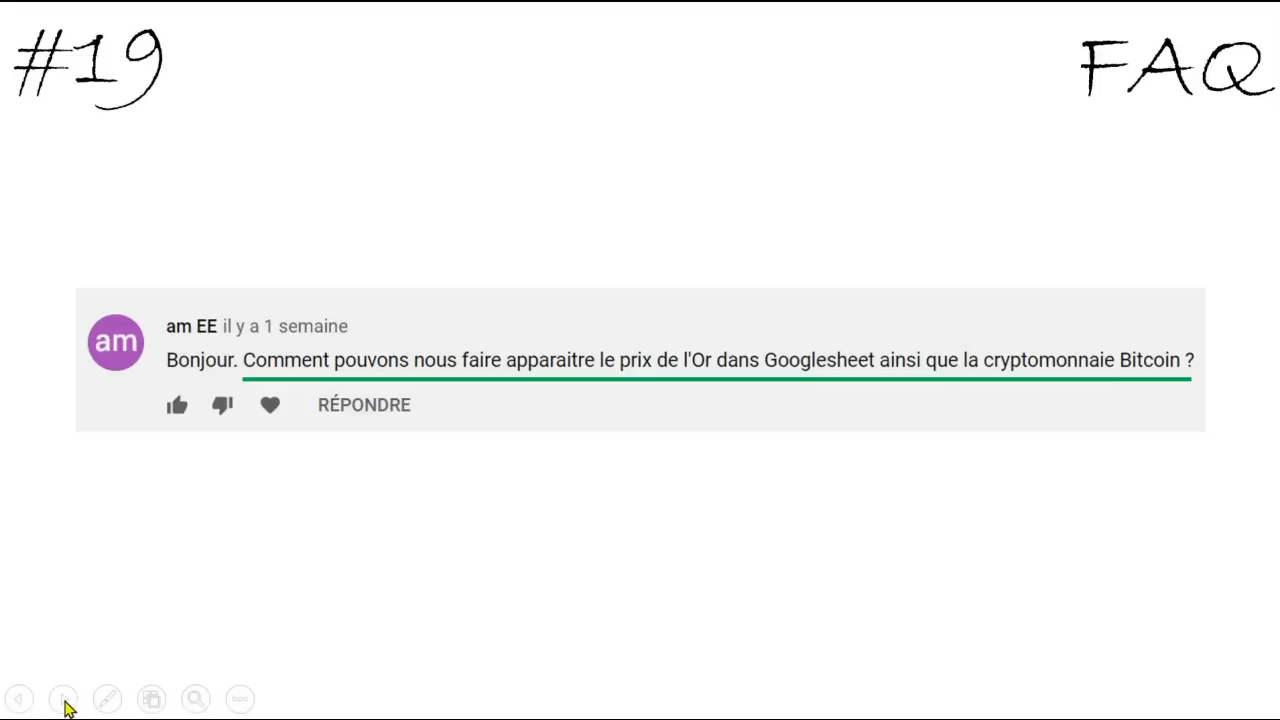 #19
FAQ
am
am EE il y a 1 semaine
Bonjour. Comment pouvons nous faire apparaitre le prix de l'Or dans Googlesheet ainsi que la cryptomonnaie Bitcoin ?
RÉPONDRE